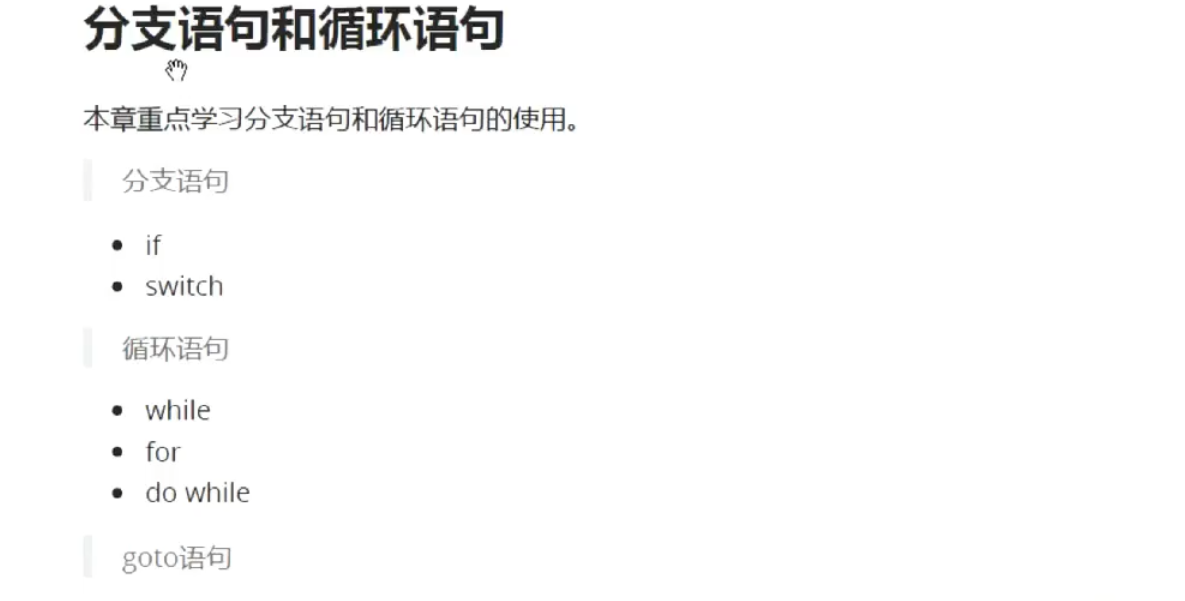 分支语句和循环语句
本章重点学习分支语句和循环语句的使用。
分支语句
if
switch
循环语句
while
for
do while
goto语句